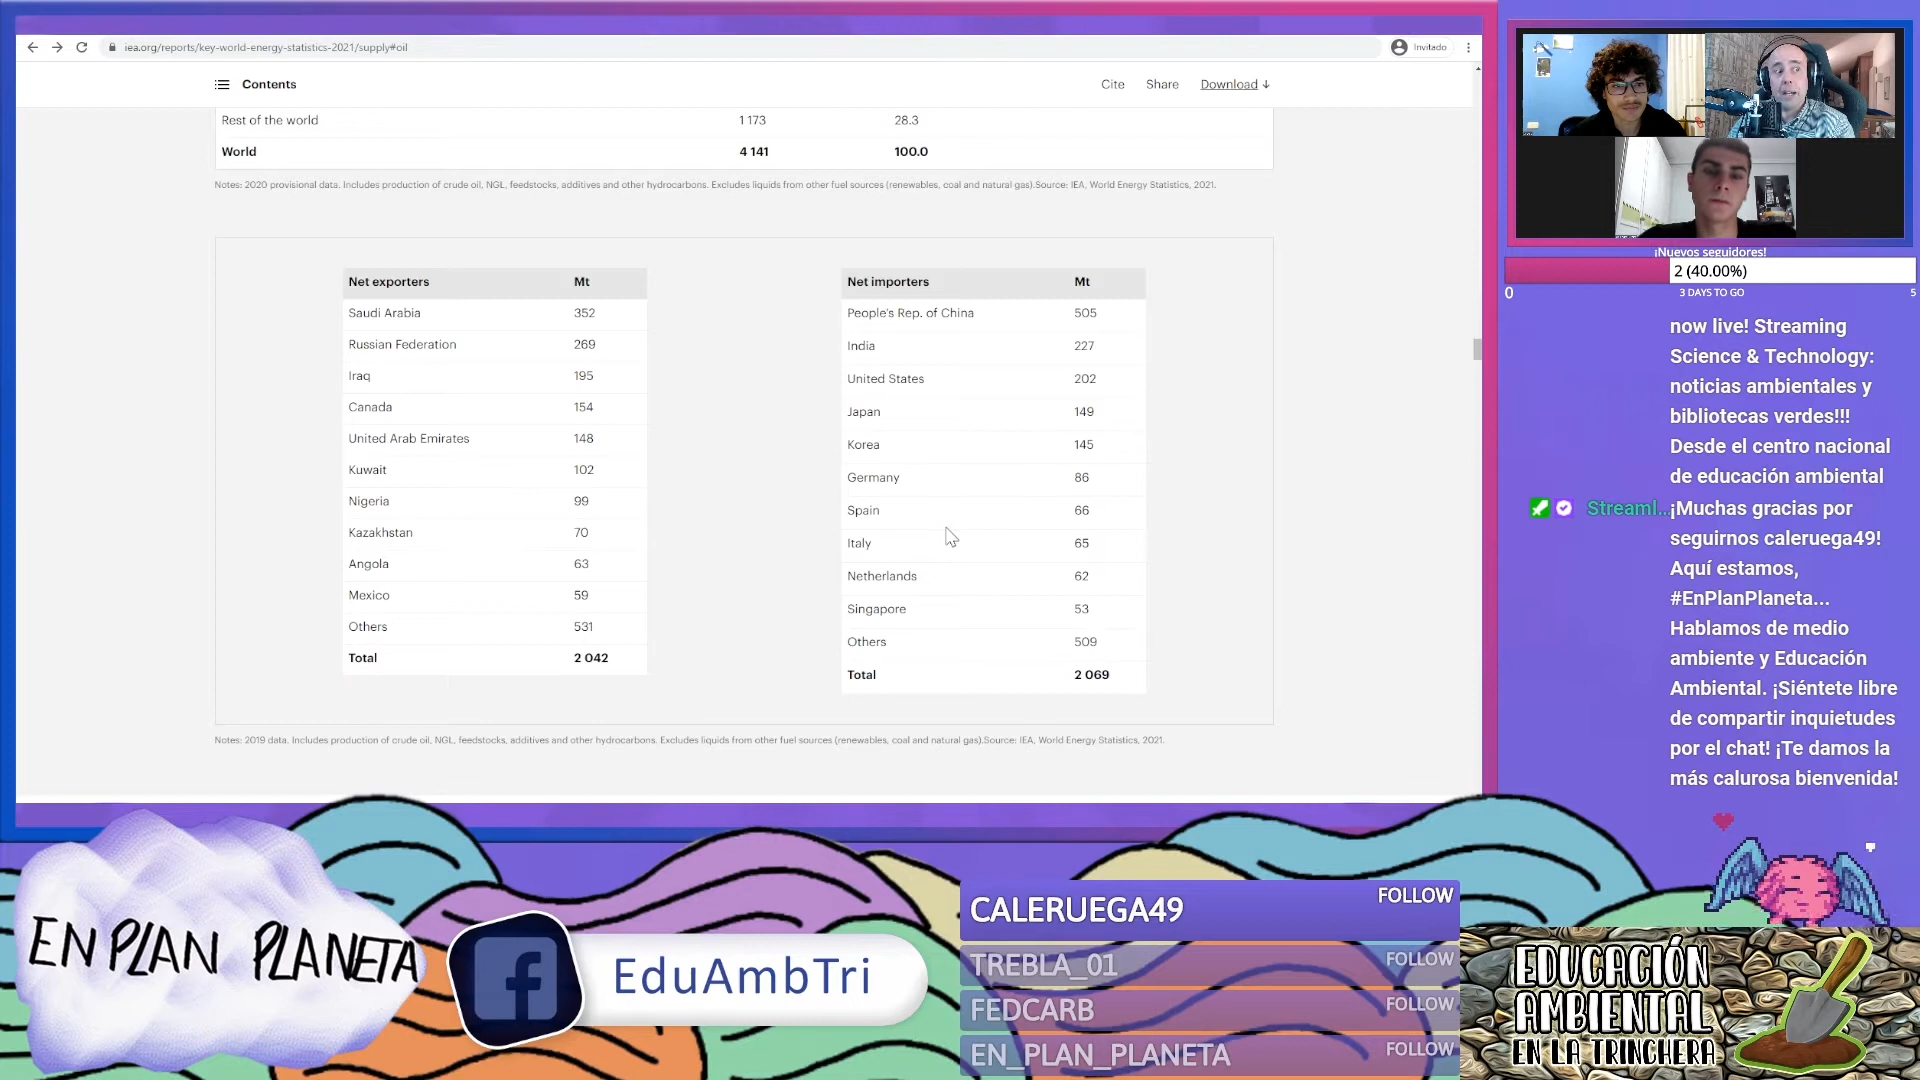 iea.org/reports/key-world-energy-statistics-2021/supply#oil
Invitado
Contents
Cite Share Download ↓
Rest of the world 1 173 28.3
World 4 141 100.0
Notes: 2020 provisional data. Includes production of crude oil, NGL, feedstocks, additives and other hydrocarbons. Excludes liquids from other fuel sources (renewables, coal and natural gas).Source: IEA, World Energy Statistics, 2021.
Net exporters Mt
Saudi Arabia 352
Russian Federation 269
Iraq 195
Canada 154
United Arab Emirates 148
Kuwait 102
Nigeria 99
Kazakhstan 70
Angola 63
Mexico 59
Others 531
Total 2 042
Net importers Mt
People's Rep. of China 505
India 227
United States 202
Japan 149
Korea 145
Germany 86
Spain 66
Italy 65
Netherlands 62
Singapore 53
Others 509
Total 2 069
Notes: 2019 data. Includes production of crude oil, NGL, feedstocks, additives and other hydrocarbons. Excludes liquids from other fuel sources (renewables, coal and natural gas).Source: IEA, World Energy Statistics, 2021.
¡Nuevos seguidores!
2 (40.00%)
0 3 DAYS TO GO 5
now live! Streaming
Science & Technology:
noticias ambientales y
bibliotecas verdes!!!
Desde el centro nacional
de educación ambiental
Streaml... ¡Muchas gracias por
seguirnos caleruega49!
Aquí estamos,
#EnPlanPlaneta...
Hablamos de medio
ambiente y Educación
Ambiental. ¡Siéntete libre
de compartir inquietudes
por el chat! ¡Te damos la
más calurosa bienvenida!
EN PLAN PLANETA
EduAmbTri
CALERUEGA49 FOLLOW
TREBLA_01 FOLLOW
FEDCARB FOLLOW
EN_PLAN_PLANETA FOLLOW
EDUCACIÓN
AMBIENTAL
EN LA TRINCHERA